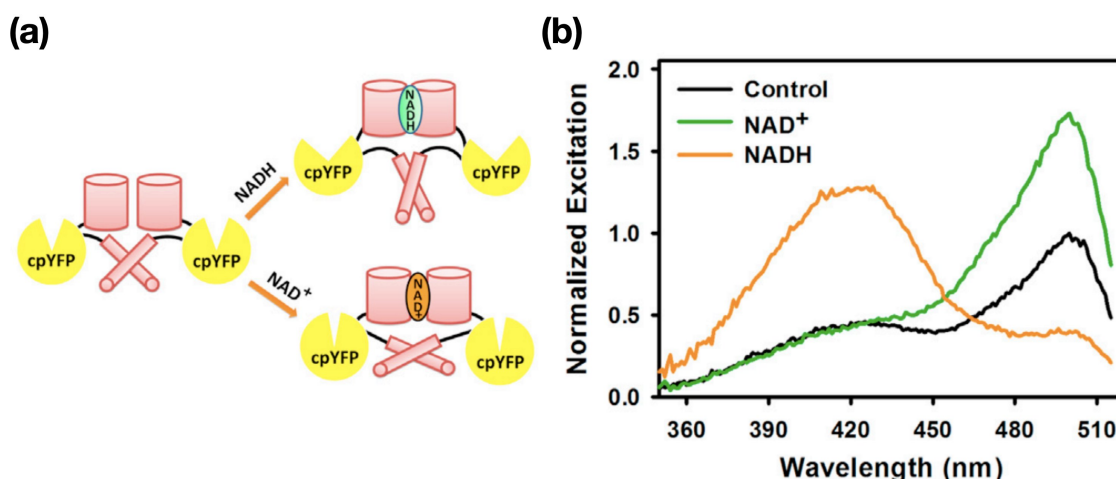 (a)
cpYFP
cpYFP
NADH
NAD+
NADH
cpYFP
cpYFP
NAD+
cpYFP
cpYFP
(b)
Normalized Excitation
2.0
1.5
1.0
0.5
0.0
Control
NAD+
NADH
360 390 420 450 480 510
Wavelength (nm)